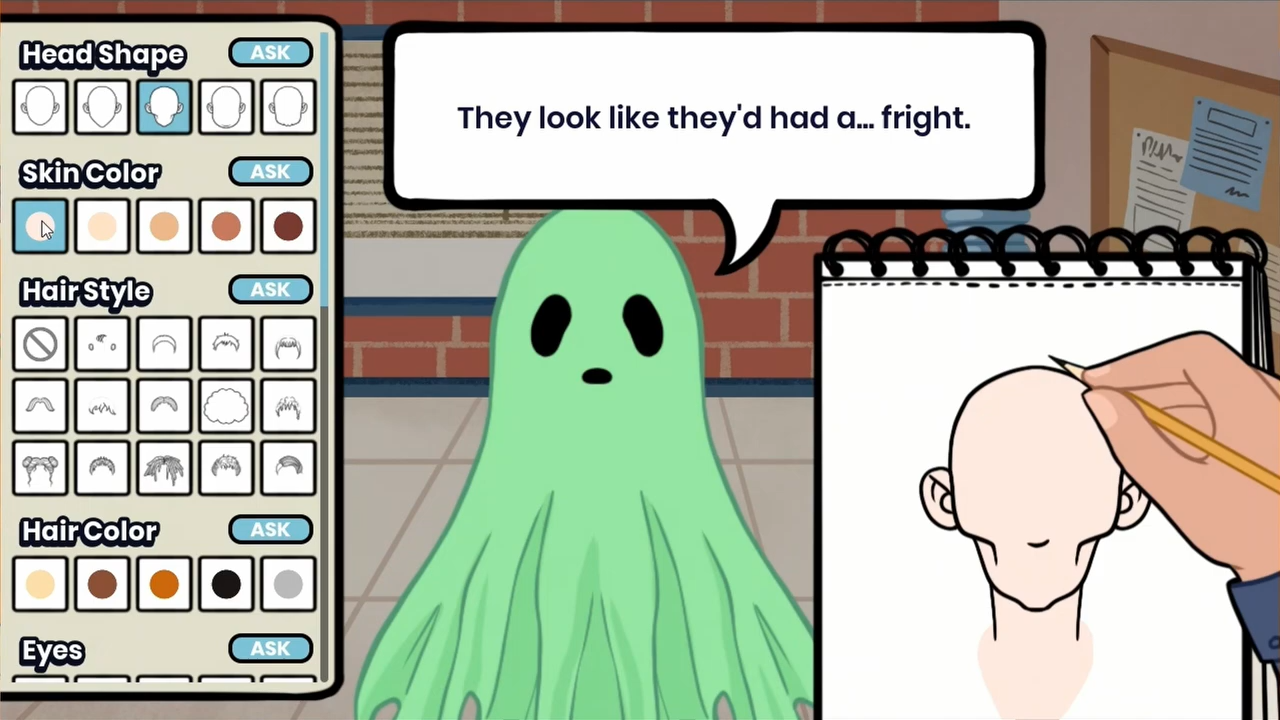 Head Shape
ASK
Skin Color
ASK
Hair Style
ASK
Hair Color
ASK
Eyes
ASK
They look like they'd had a... fright.